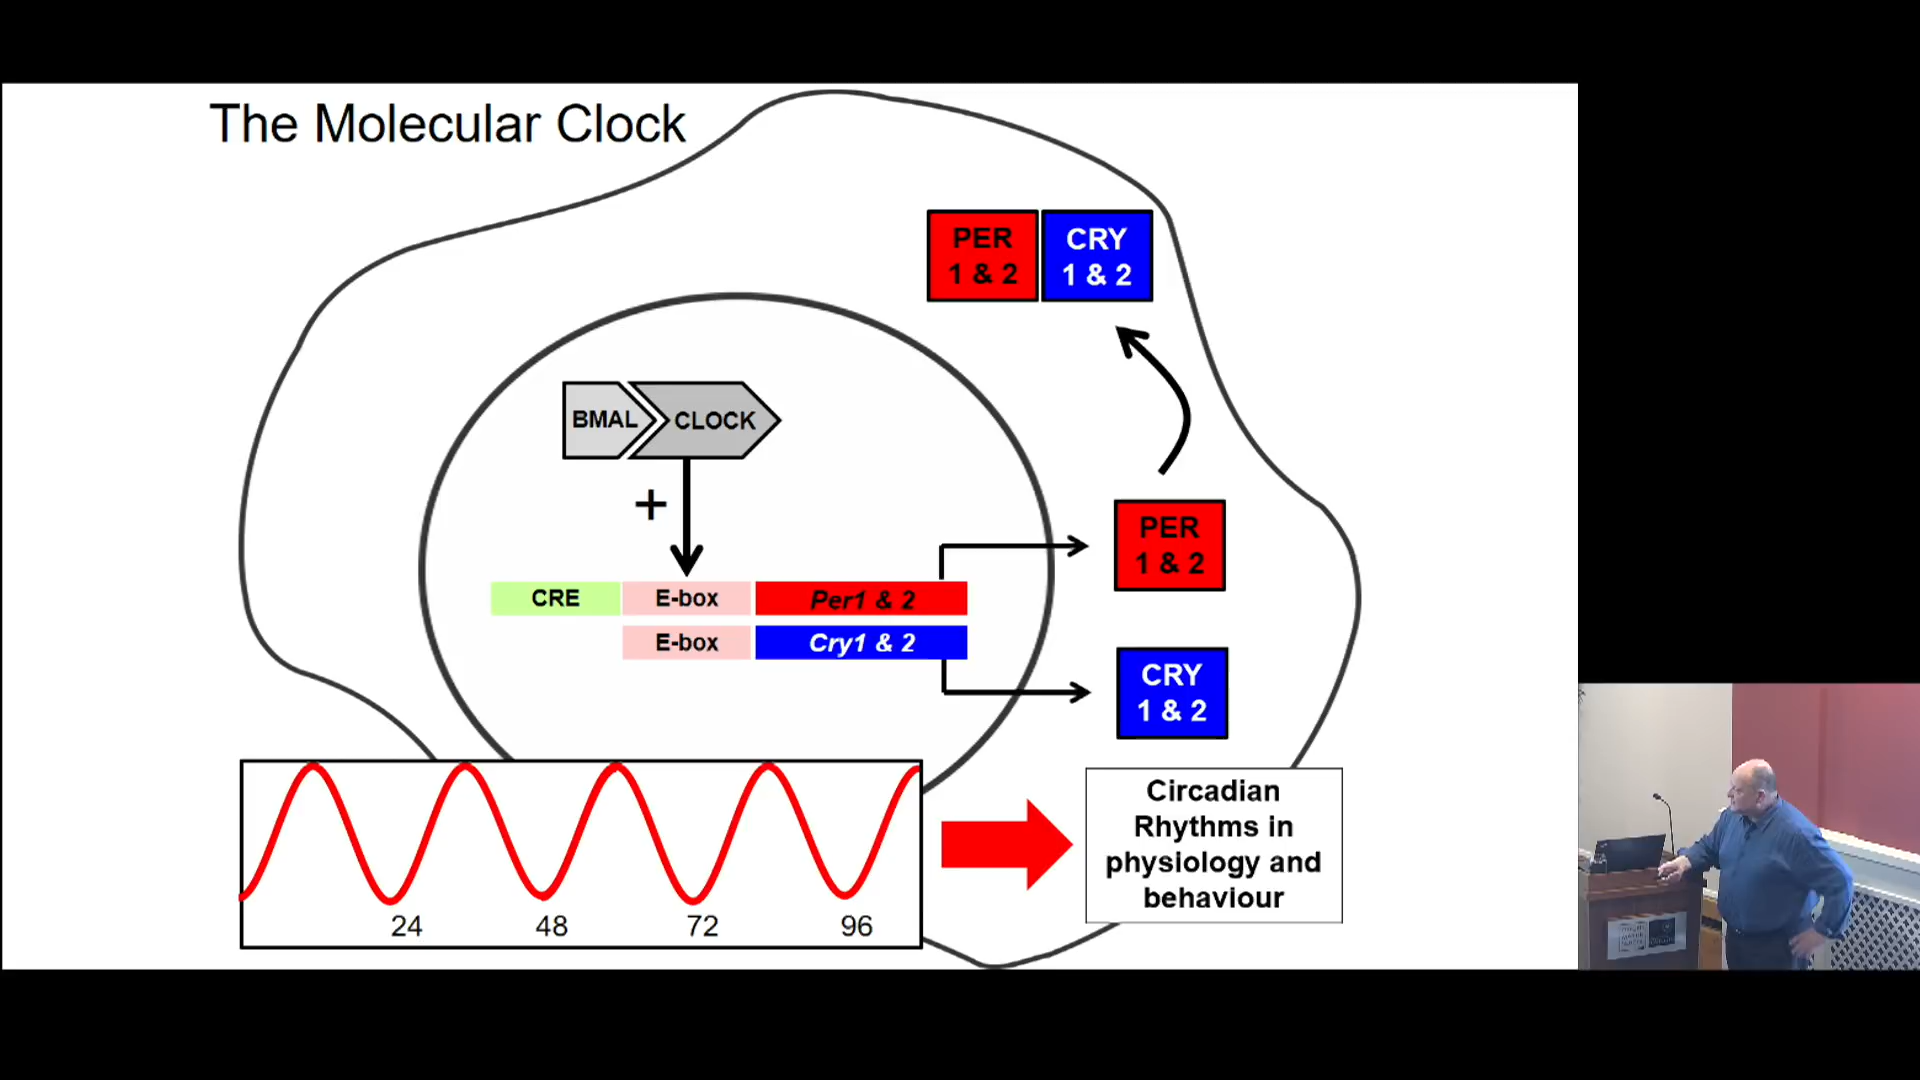 The Molecular Clock
PER
1 & 2
CRY
1 & 2
BMAL
CLOCK
+
PER
1 & 2
CRE
E-box
Per1 & 2
E-box
Cry1 & 2
CRY
1 & 2
24
48
72
96
Circadian
Rhythms in
physiology and
behaviour